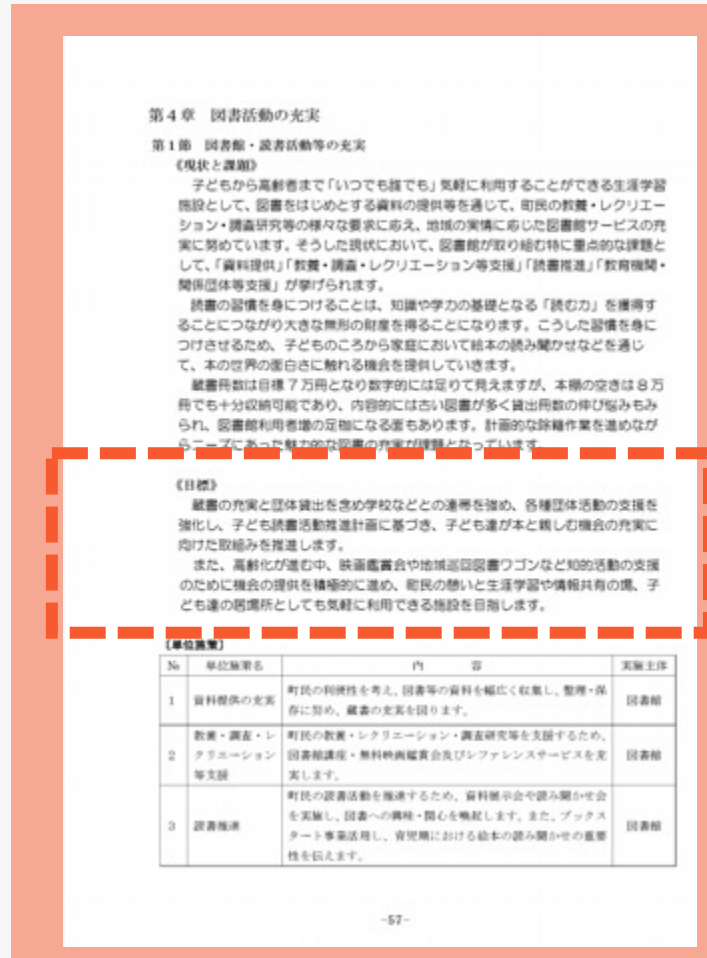 第4章　図書活動の充実
第1節　図書館・読書活動等の充実
《現状と課題》
子どもから高齢者まで「いつでも誰でも」気軽に利用することができる生涯学習
施設として、図書をはじめとする資料の提供等を通じて、町民の教養・レクリエー
ション・調査研究等の様々な要求に応え、地域の実情に応じた図書館サービスの充
実に努めています。そうした現状において、図書館が取り組む特に重点的な課題と
して、「資料提供」「教養・調査・レクリエーション等支援」「読書推進」「教育機関・
関係団体等支援」が挙げられます。
読書の習慣を身につけることは、知識や学力の基礎となる「読む力」を獲得す
ることにつながり大きな無形の財産を得ることになります。こうした習慣を身に
つけさせるため、子どものころから家庭において絵本の読み聞かせなどを通じ
て、本の世界の面白さに触れる機会を提供していきます。
蔵書冊数は目標7万冊となり数字的には足りて見えますが、本棚の空きは8万
冊でも十分収納可能であり、内容的には古い図書が多く貸出冊数の伸び悩みもみ
られ、図書館利用者増の足枷になる面もあります。計画的な除籍作業を進めなが
らニーズにあった魅力的な図書の充実が課題となっています。
《目標》
蔵書の充実と団体貸出を含め学校などとの連帯を強め、各種団体活動の支援を
強化し、子ども読書活動推進計画に基づき、子ども達が本と親しむ機会の充実に
向けた取組みを推進します。
また、高齢化が進む中、映画鑑賞会や地域巡回図書ワゴンなど知的活動の支援
のために機会の提供を積極的に進め、町民の憩いと生涯学習や情報共有の場、子
ども達の居場所としても気軽に利用できる施設を目指します。
【単位施策】
№　単位施策名　内　容　実施主体
1　資料提供の充実　町民の利便性を考え、図書等の資料を幅広く収集し、整理・保
存に努め、蔵書の充実を図ります。　図書館
2　教養・調査・レ
クリエーション
等支援　町民の教養・レクリエーション・調査研究等を支援するため、
図書館講座・無料映画鑑賞会及びレファレンスサービスを充
実します。　図書館
3　読書推進　町民の読書活動を推進するため、資料展示会や読み聞かせ会
を実施し、図書への興味・関心を喚起します。また、ブックス
タート事業活用し、育児期における絵本の読み聞かせの重要
性を伝えます。　図書館
-57-